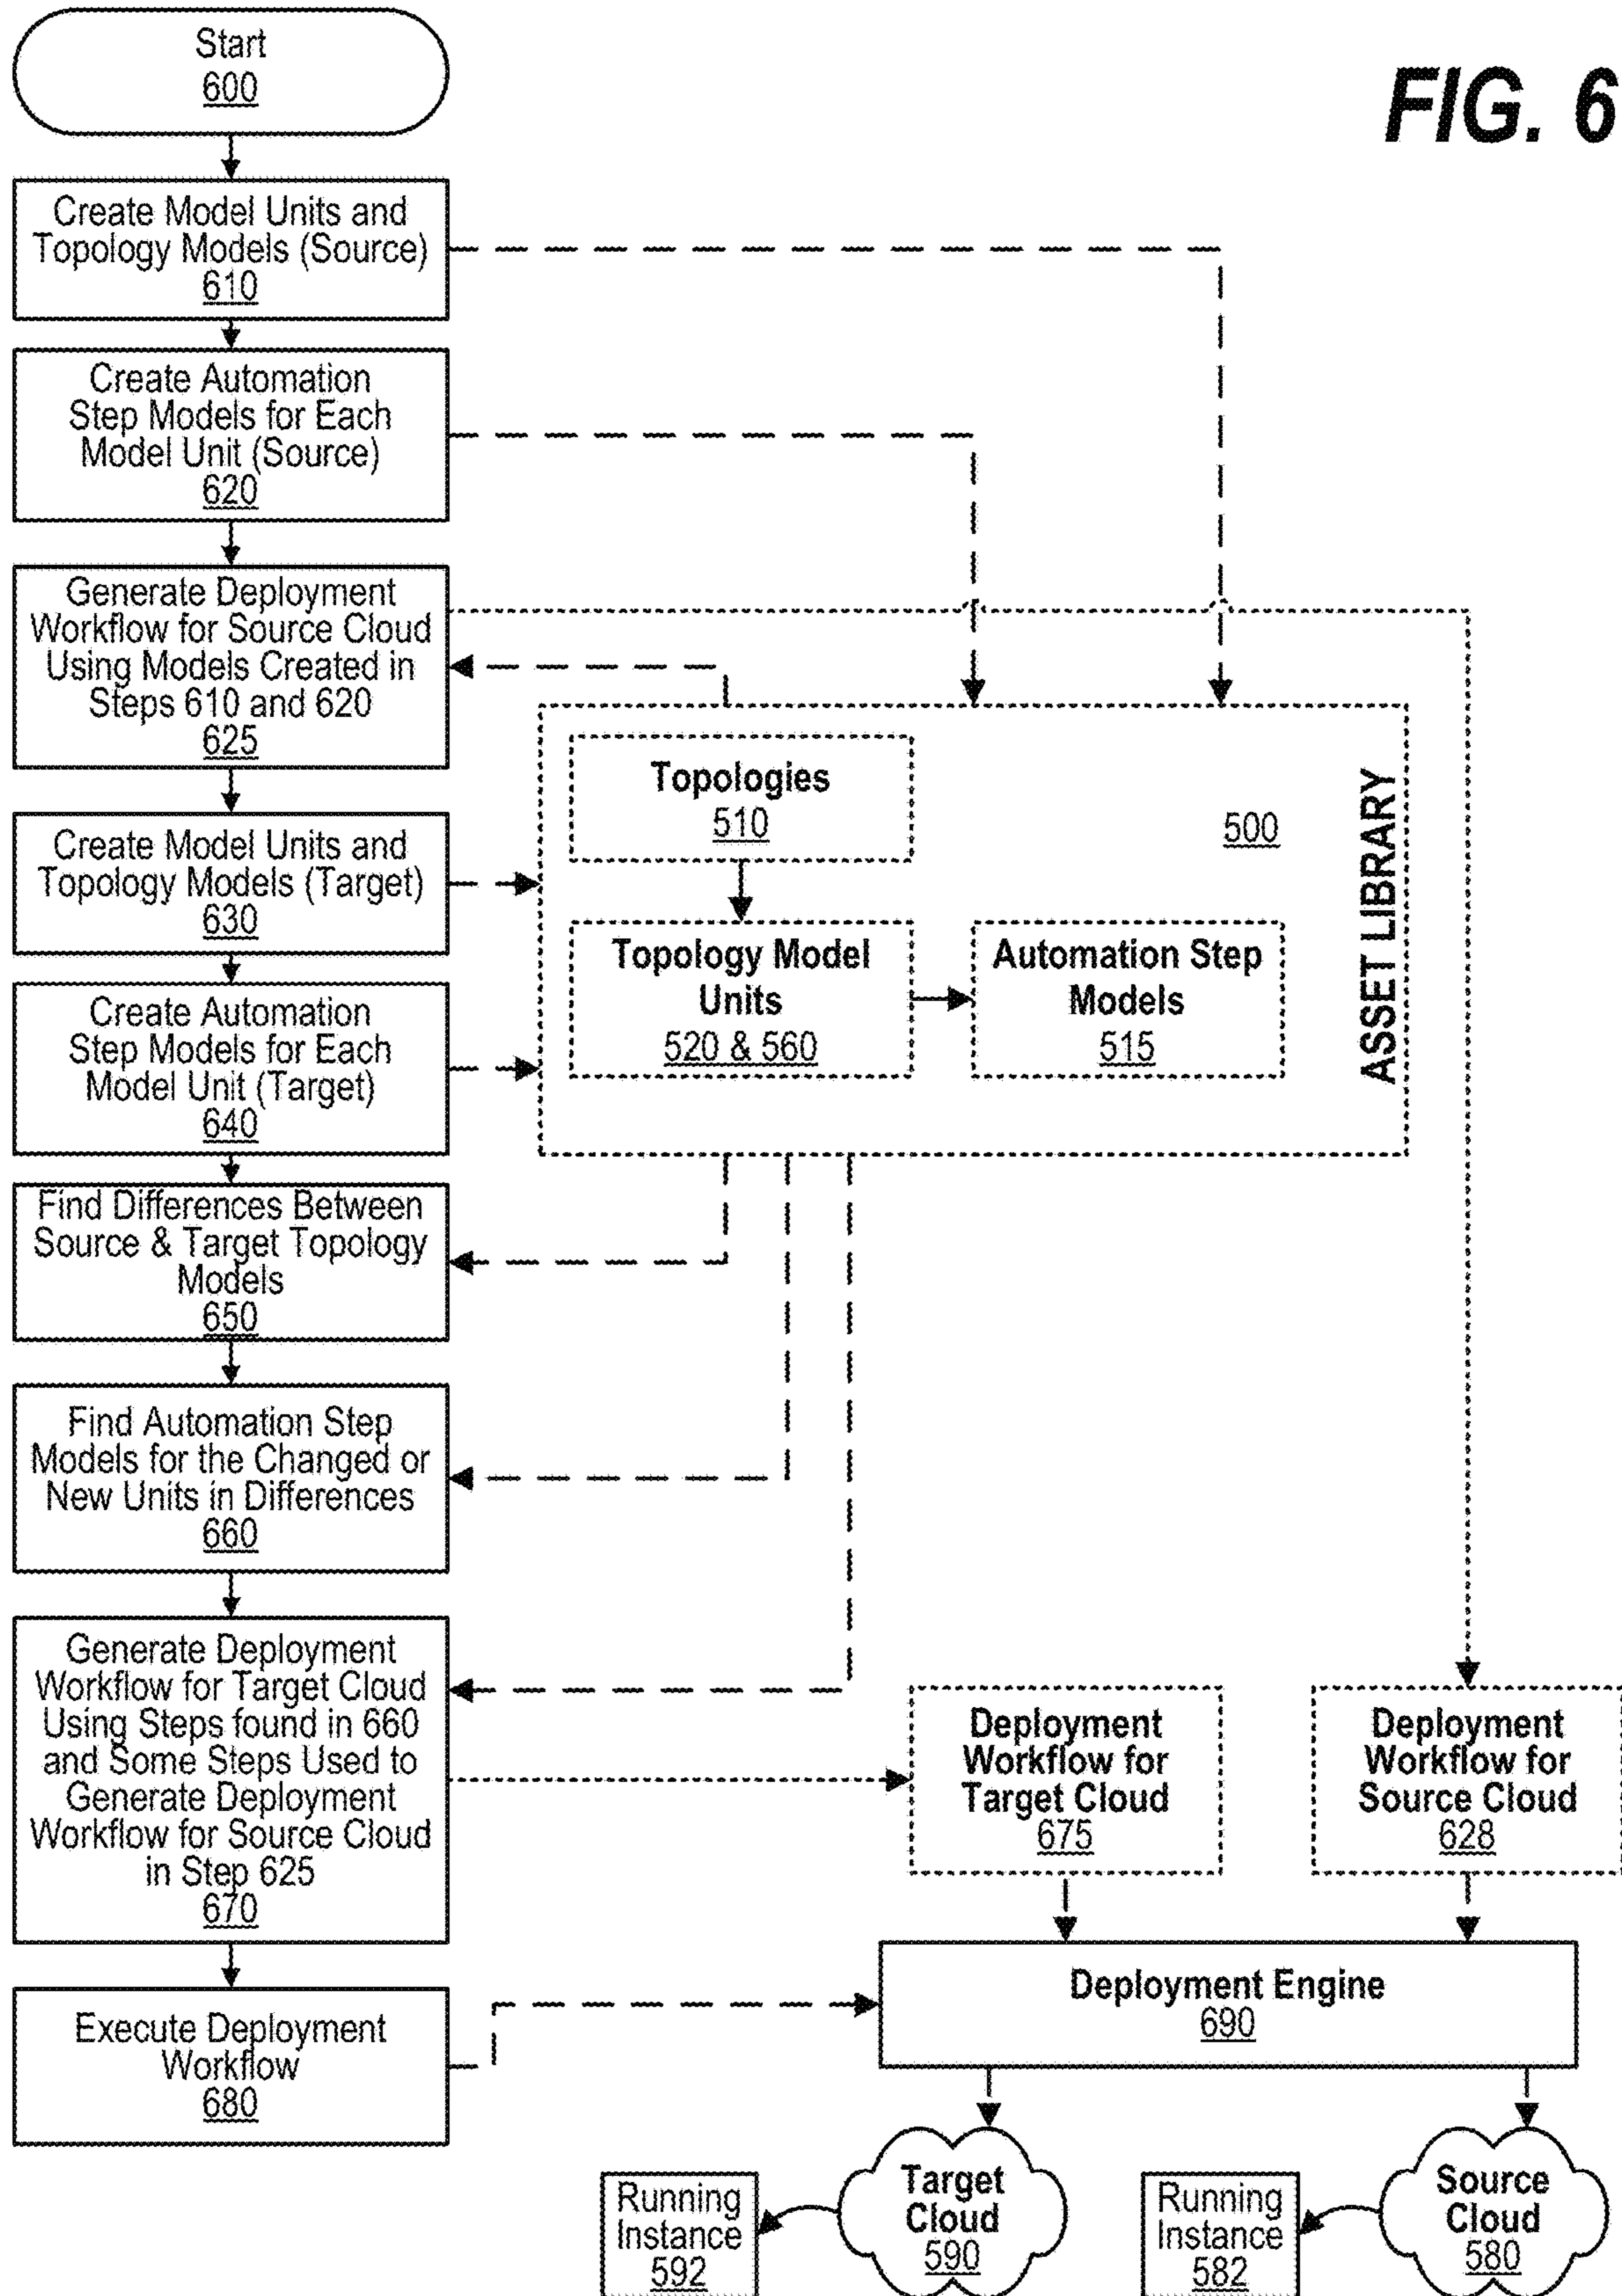 FIG. 6
Start
600
Create Model Units and
Topology Models (Source)
610
Create Automation
Step Models for Each
Model Unit (Source)
620
Generate Deployment
Workflow for Source Cloud
Using Models Created in
Steps 610 and 620
625
Create Model Units and
Topology Models (Target)
630
Create Automation
Step Models for Each
Model Unit (Target)
640
Find Differences Between
Source & Target Topology
Models
650
Find Automation Step
Models for the Changed or
New Units in Differences
660
Generate Deployment
Workflow for Target Cloud
Using Steps found in 660
and Some Steps Used to
Generate Deployment
Workflow for Source Cloud
in Step 625
670
Execute Deployment
Workflow
680
Topologies
510
500
ASSET LIBRARY
Topology Model
Units
520 & 560
Automation Step
Models
515
Deployment
Workflow for
Target Cloud
675
Deployment
Workflow for
Source Cloud
628
Deployment Engine
690
Running
Instance
592
Target
Cloud
590
Running
Instance
582
Source
Cloud
580